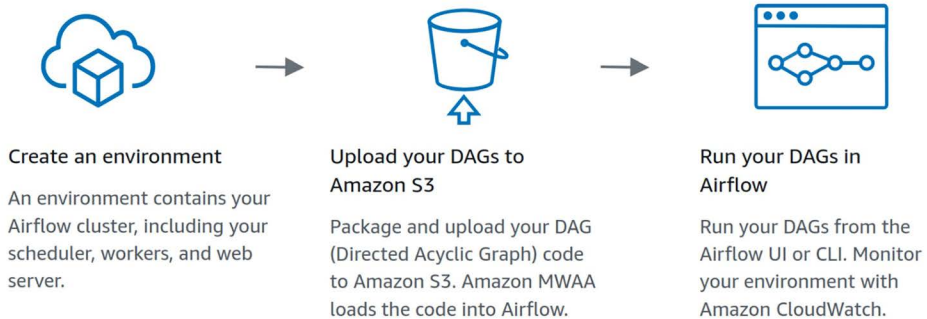 Create an environment
An environment contains your
Airflow cluster, including your
scheduler, workers, and web
server.
Upload your DAGs to
Amazon S3
Package and upload your DAG
(Directed Acyclic Graph) code
to Amazon S3. Amazon MWAA
loads the code into Airflow.
Run your DAGs in
Airflow
Run your DAGs from the
Airflow UI or CLI. Monitor
your environment with
Amazon CloudWatch.